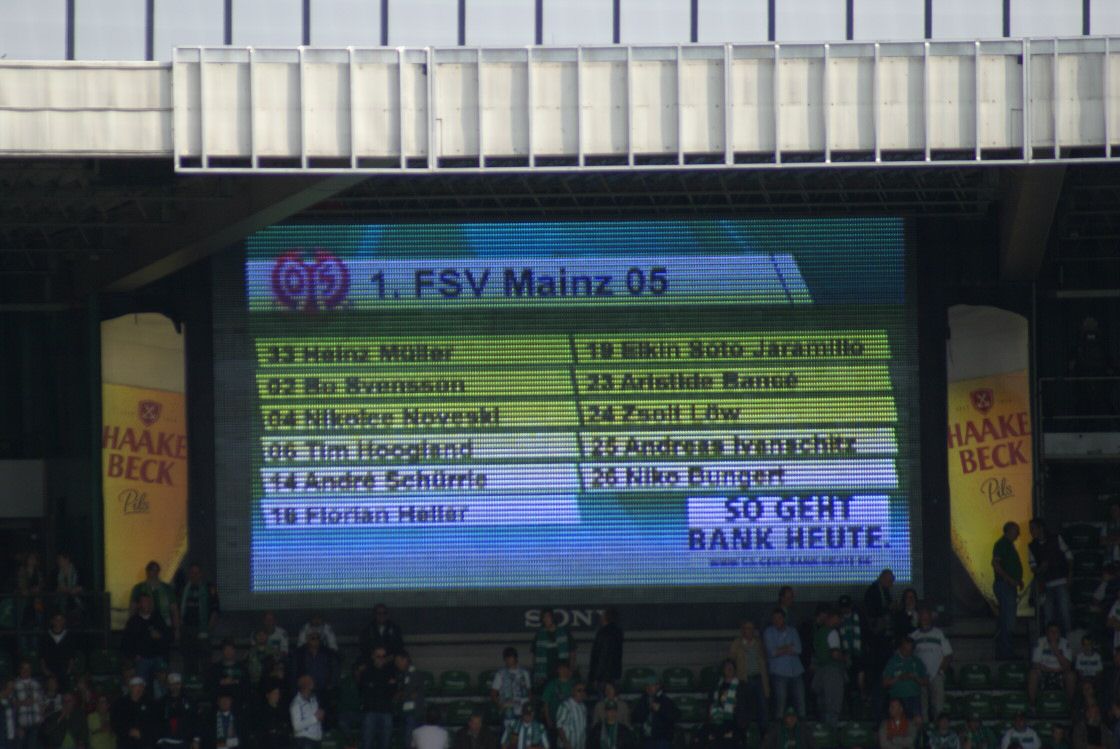 1. FSV Mainz 05
33 Heinz Müller
02 Bo Svensson
04 Nikolce Noveski
06 Tim Hoogland
14 André Schürrle
18 Florian Heller
19 Elkin Soto Jaramillo
23 Aristide Bancé
24 Zsolt Löw
25 Andreas Ivanschitz
26 Niko Bungert
SO GEHT
BANK HEUTE.
SONY
HAAKE
BECK
Pils
HAAKE
BECK
Pils